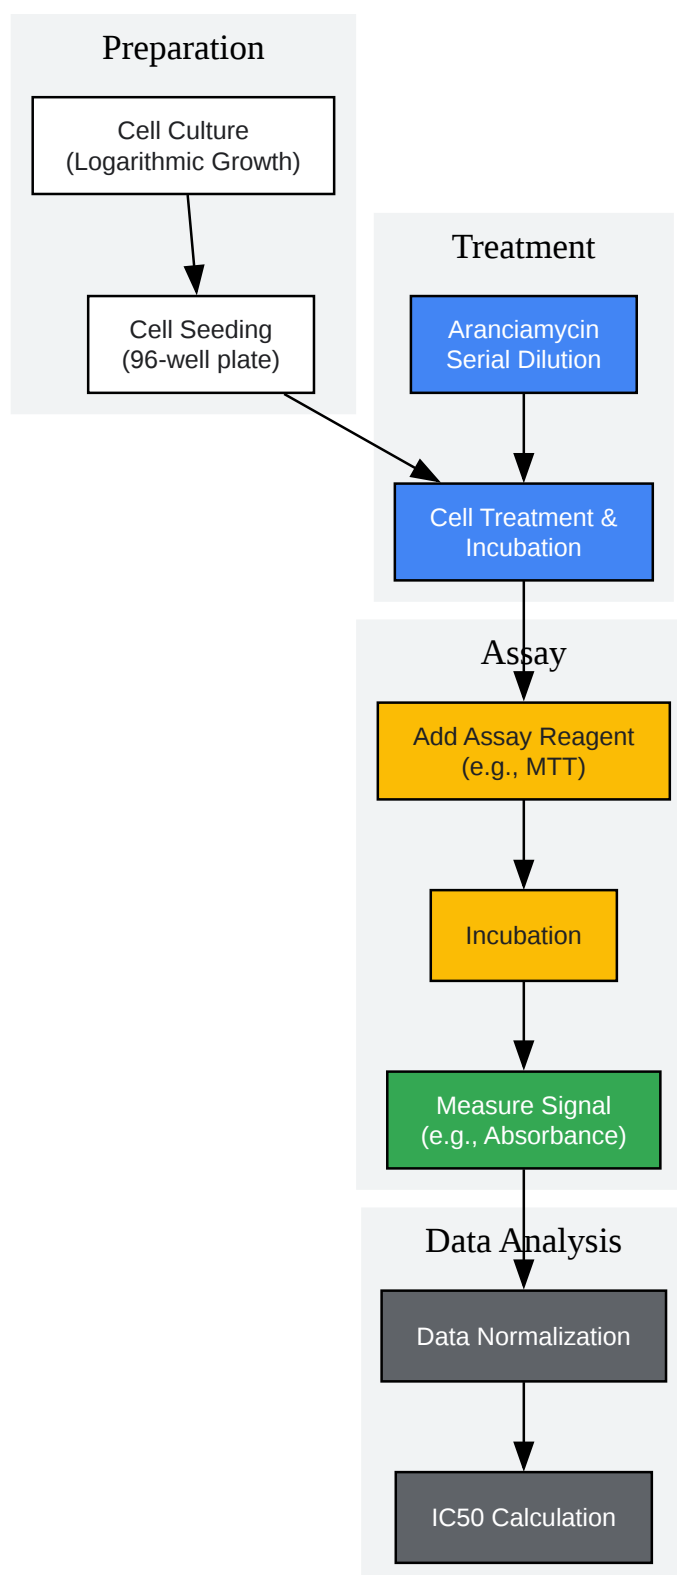 Preparation
Cell Culture
(Logarithmic Growth)
Cell Seeding
(96-well plate)
Treatment
Aranciamycin
Serial Dilution
Cell Treatment &
Incubation
Assay
Add Assay Reagent
(e.g., MTT)
Incubation
Measure Signal
(e.g., Absorbance)
Data Analysis
Data Normalization
IC50 Calculation